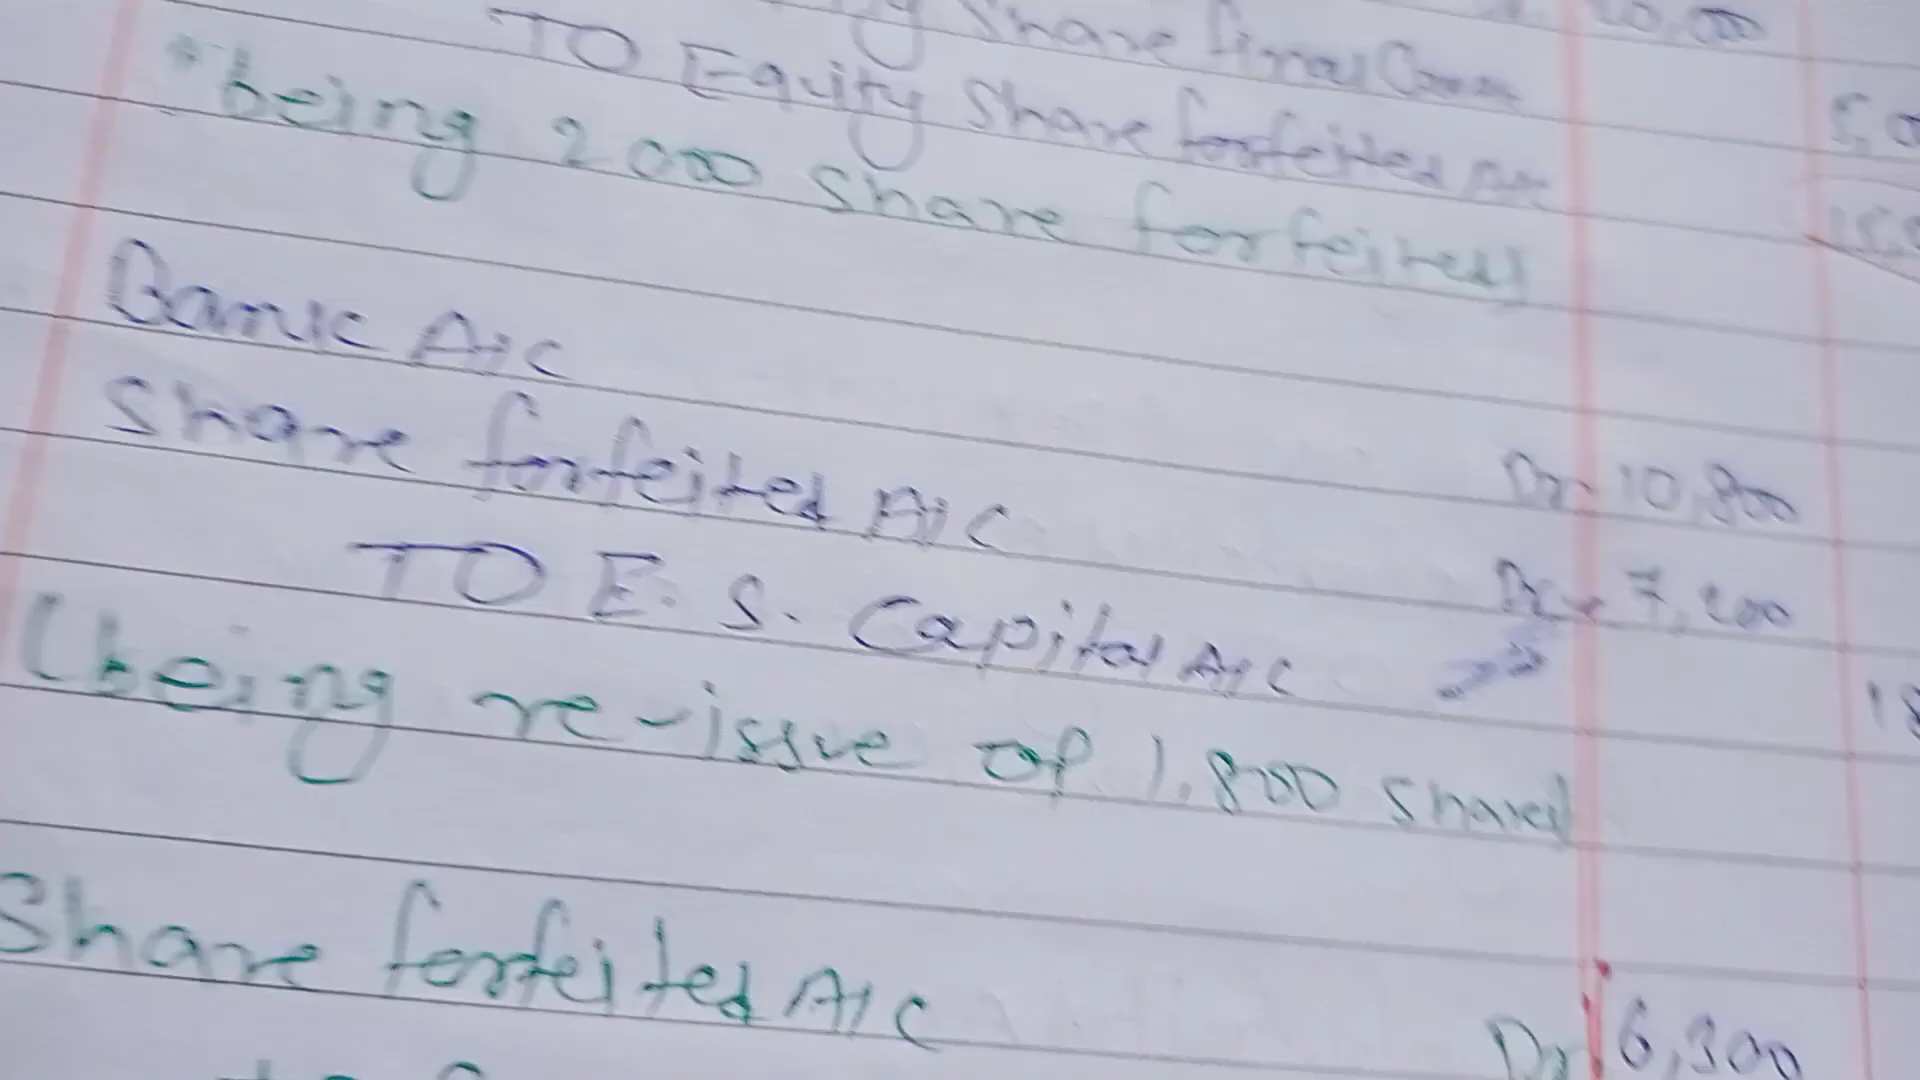 Share final
TO Equity Share forfeited A/c
being 2000 share forfeited)
Bank A/C Dr. 10,800
Share forfeited A/C Dr. 7,200
TO E. S. Capital A/C
(being re-issue of 1,800 shares)
Share forfeited A/C Dr. 6,300